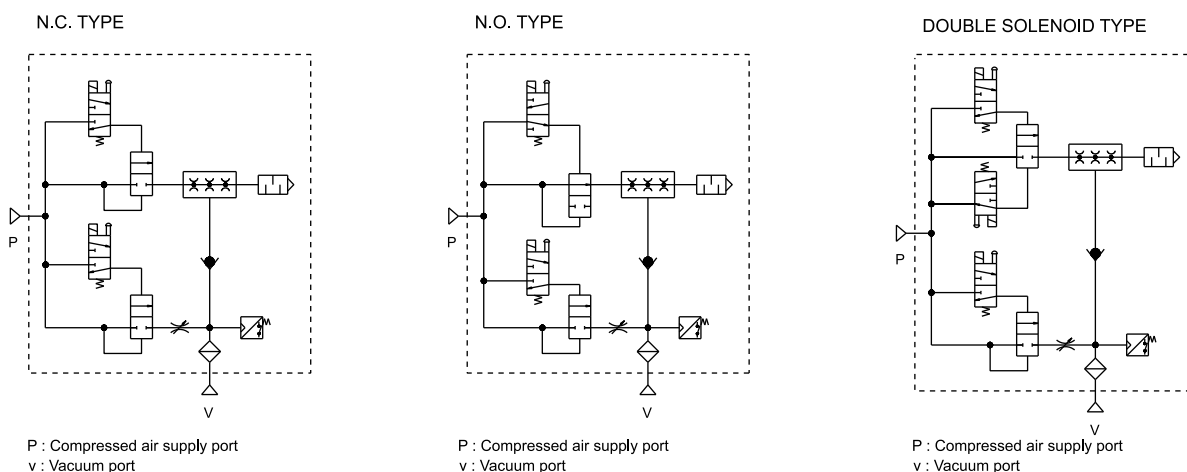 N.C. TYPE
N.O. TYPE
DOUBLE SOLENOID TYPE
P
P
P
V
V
V
P : Compressed air supply port
v : Vacuum port
P : Compressed air supply port
v : Vacuum port
P : Compressed air supply port
v : Vacuum port